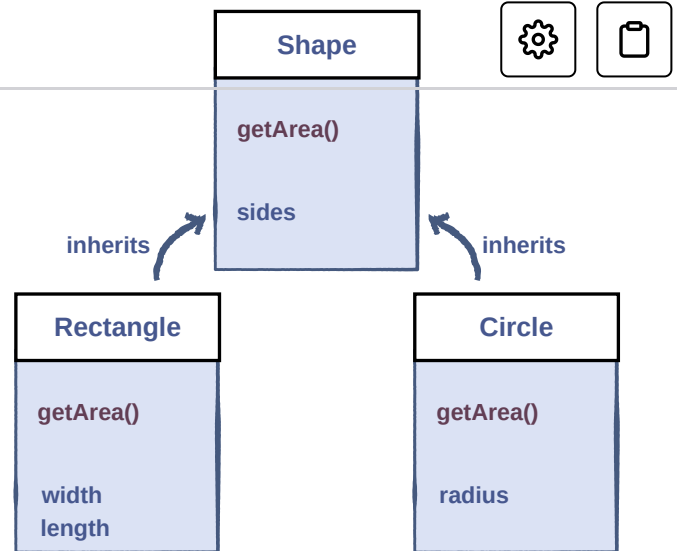 Shape
getArea()
sides
inherits
inherits
Rectangle
getArea()
width
length
Circle
getArea()
radius